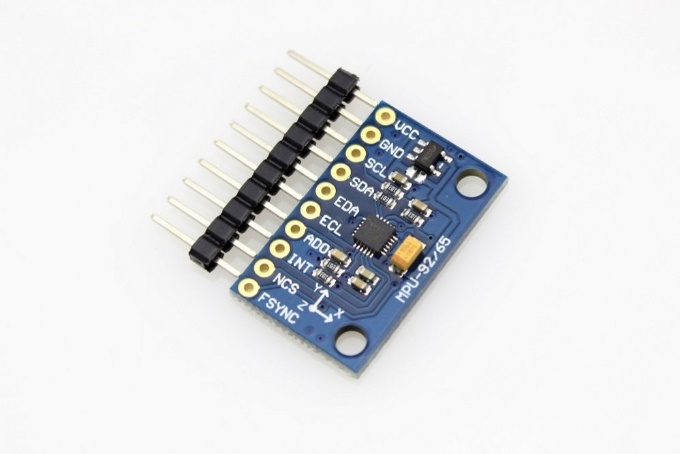 VCC
GND
SCL
SDA
EDA
ECL
ADO
INT
NCS
FSYNC
MPU-92/65
Y
X
Z